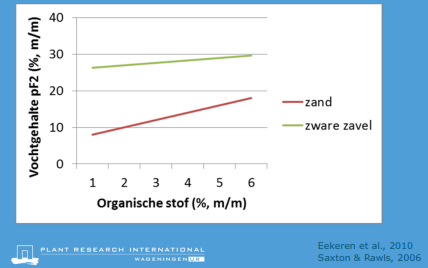 40
30
20
10
0
Vochtgehalte pF2 (%, m/m)
1 2 3 4 5 6
Organische stof (%, m/m)
zand
zware zavel
PLANT RESEARCH INTERNATIONAL
WAGENINGEN UR
Eekeren et al., 2010
Saxton & Rawls, 2006